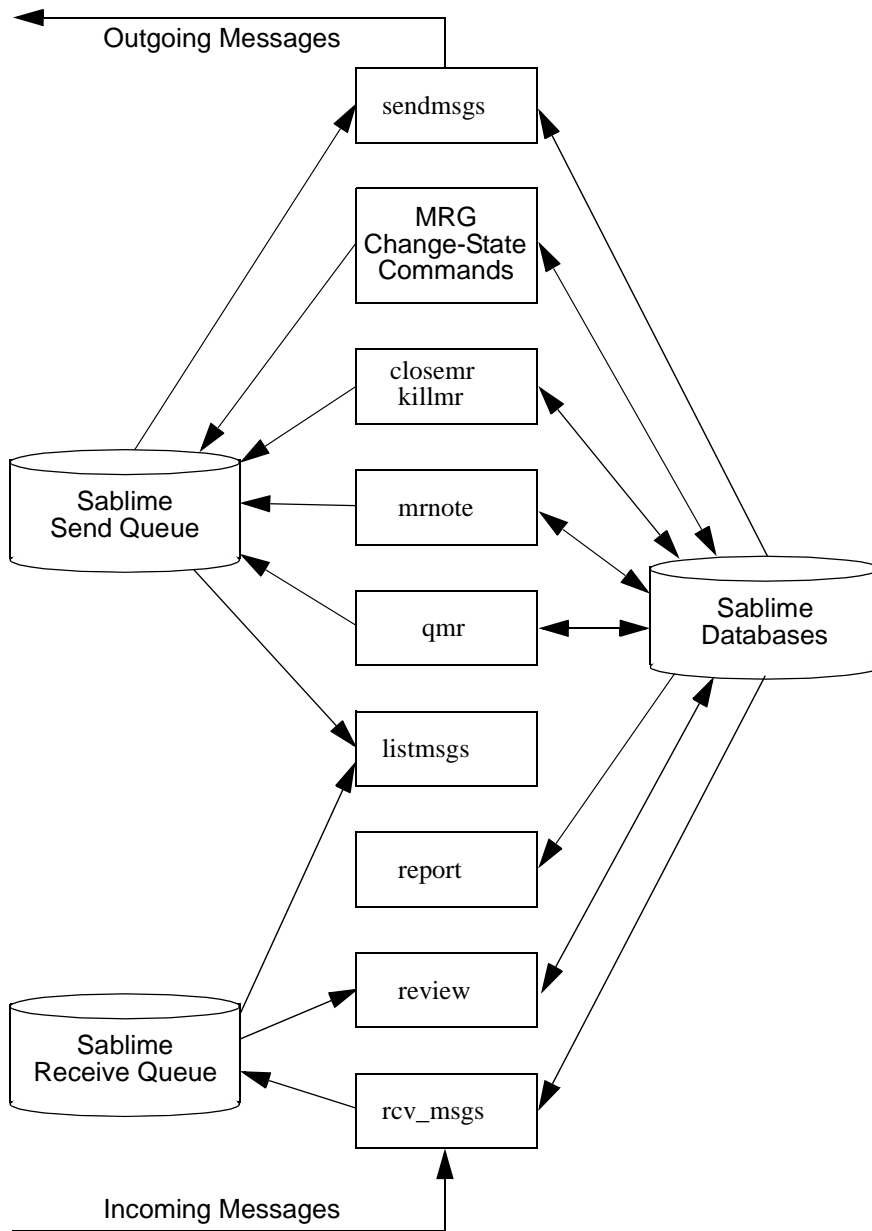 Outgoing Messages
sendmsgs
MRG
Change-State
Commands
closemr
killmr
Sablime
Send Queue
mrnote
Sablime
Databases
qmr
listmsgs
report
review
Sablime
Receive Queue
rcv_msgs
Incoming Messages